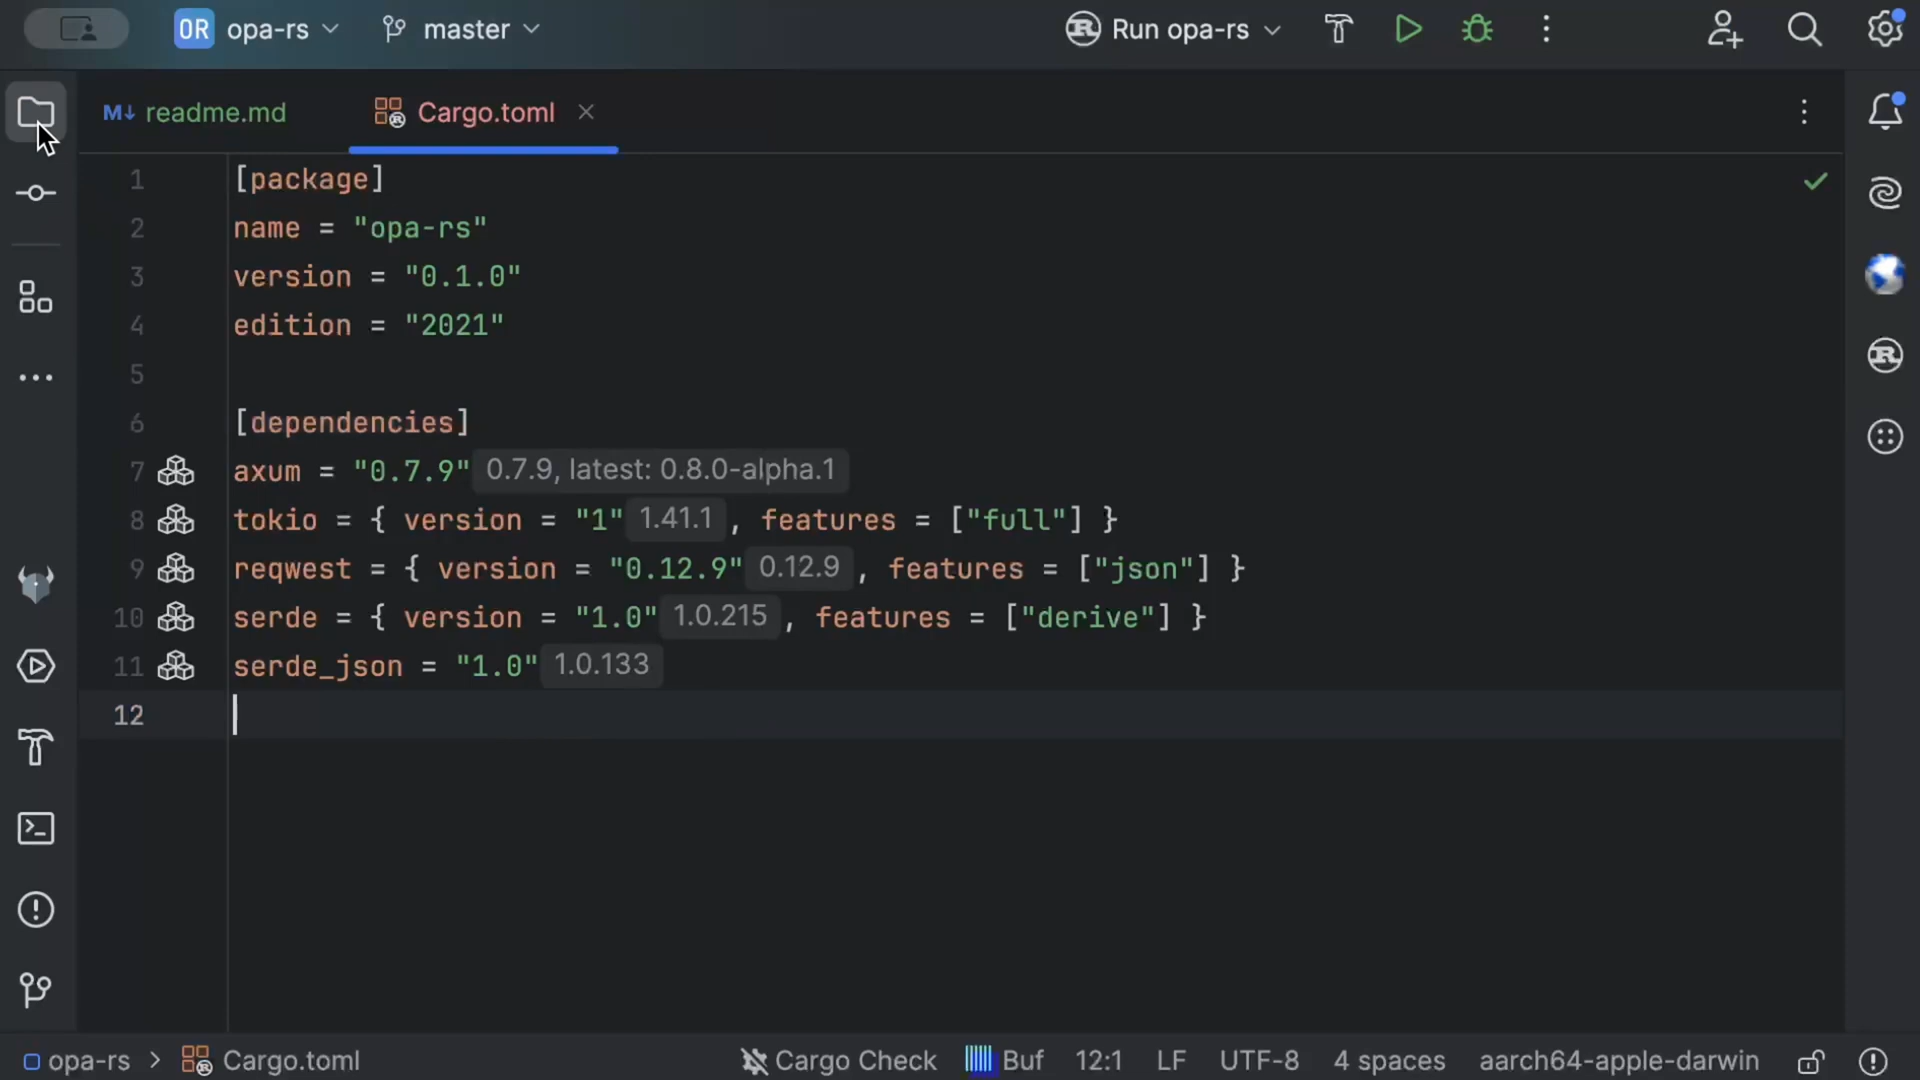 OR opa-rs master Run opa-rs
M↓ readme.md Cargo.toml
1 [package]
2 name = "opa-rs"
3 version = "0.1.0"
4 edition = "2021"
5
6 [dependencies]
7 axum = "0.7.9" 0.7.9, latest: 0.8.0-alpha.1
8 tokio = { version = "1" 1.41.1 , features = ["full"] }
9 reqwest = { version = "0.12.9" 0.12.9 , features = ["json"] }
10 serde = { version = "1.0" 1.0.215 , features = ["derive"] }
11 serde_json = "1.0" 1.0.133
12
opa-rs > Cargo.toml Cargo Check Buf 12:1 LF UTF-8 4 spaces aarch64-apple-darwin